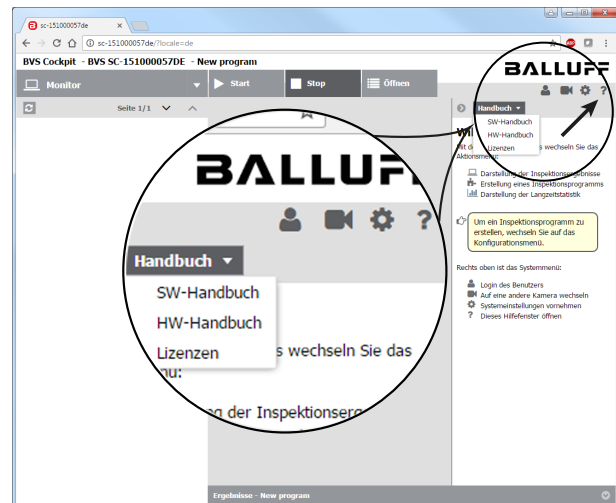 sc-151000057de
sc-151000057de/?locale=de
BVS Cockpit - BVS SC-151000057DE - New program
BALLUFF
Monitor
Start
Stop
Öffnen
Seite 1/1
Handbuch
SW-Handbuch
HW-Handbuch
Lizenzen
s wechseln Sie das
Aktionsmenü:
Darstellung der Inspektionsergebnisse
Erstellung eines Inspektionsprogramms
Darstellung der Langzeitstatistik
Um ein Inspektionsprogramm zu
erstellen, wechseln Sie auf das
Konfigurationsmenü.
Rechts oben ist das Systemmenü:
Login des Benutzers
Auf eine andere Kamera wechseln
Systemeinstellungen vornehmen
? Dieses Hilfefenster öffnen
BALLUFF
?
Handbuch
SW-Handbuch
HW-Handbuch
Lizenzen
s wechseln Sie das
nü:
ng der Inspektionserg
Ergebnisse - New program